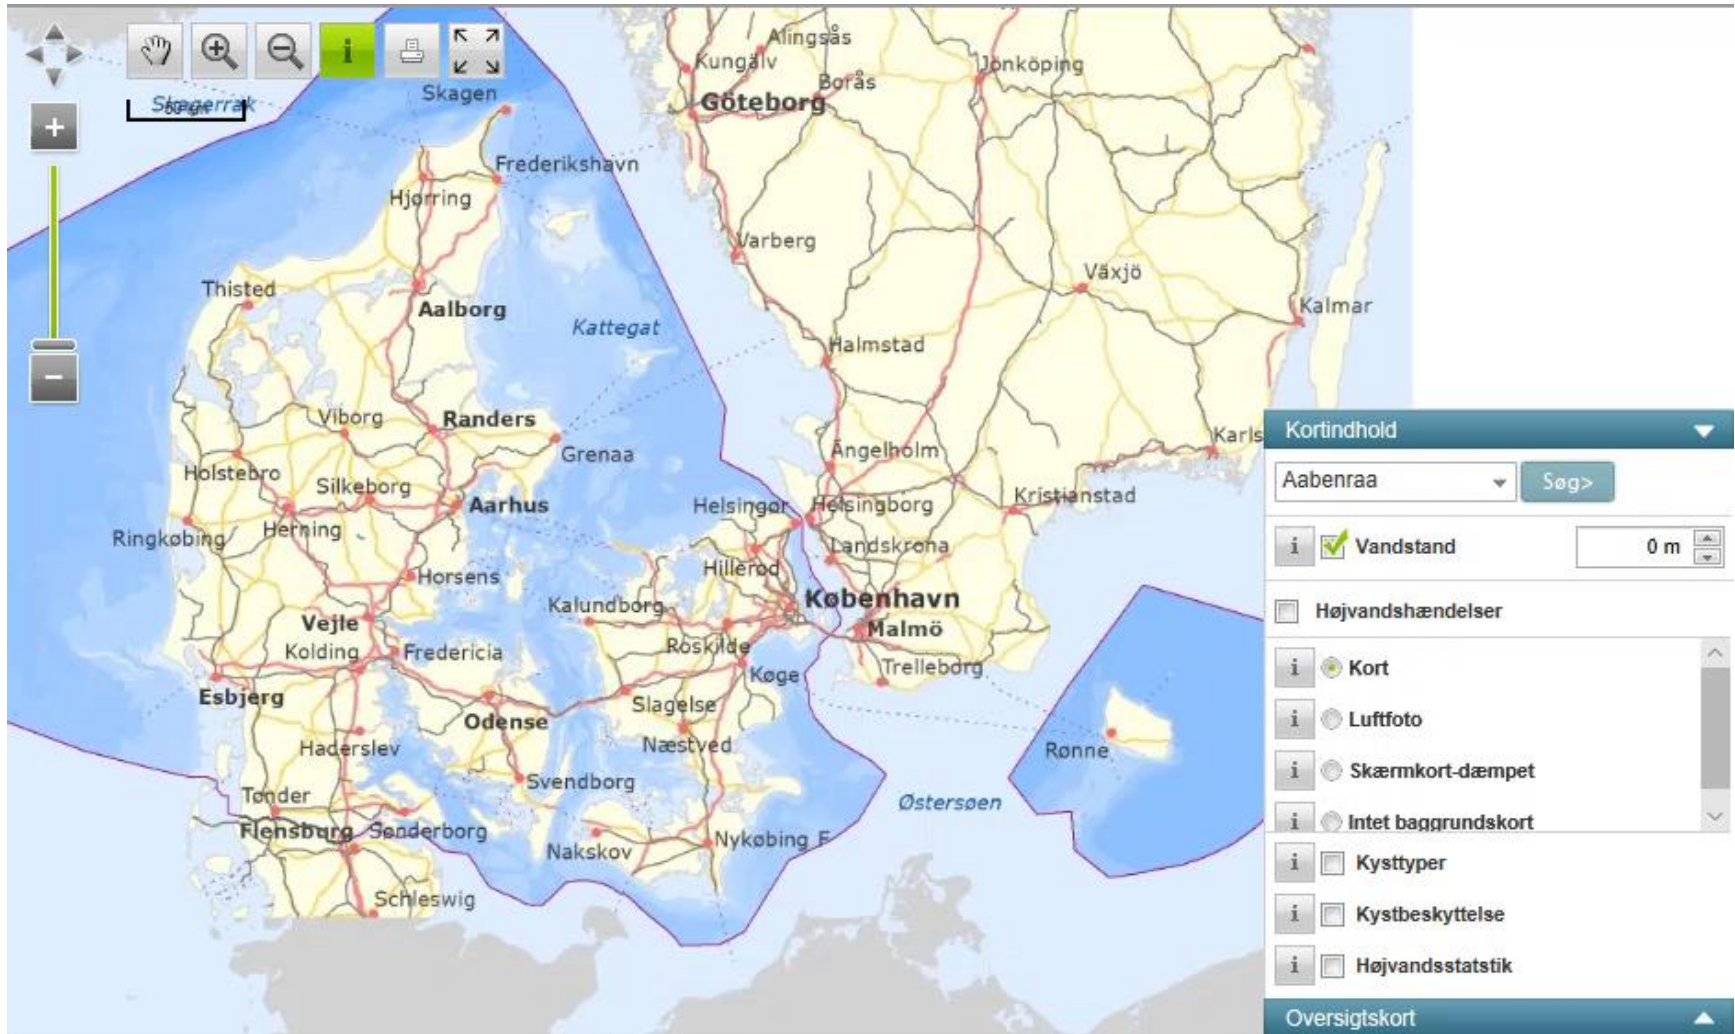 i
Skagerrak
50 km
Skagen
Alingsås
Kungälv
Borås
Jönköping
Göteborg
Frederikshavn
Hjørring
Varberg
Växjö
Thisted
Aalborg
Kattegat
Kalmar
Halmstad
Viborg
Randers
Grenaa
Ängelholm
Karls
Holstebro
Silkeborg
Aarhus
Helsingør
Helsingborg
Kristianstad
Ringkøbing
Herning
Landskrona
Hillerød
Horsens
Kalundborg
København
Vejle
Malmö
Kolding
Fredericia
Roskilde
Køge
Trelleborg
Esbjerg
Odense
Slagelse
Haderslev
Næstved
Rønne
Svendborg
Tønder
Østersøen
Flensburg
Sønderborg
Nakskov
Nykøbing F
Schleswig
Kortindhold
Aabenraa Søg>
i Vandstand 0 m
Højvandshændelser
i Kort
i Luftfoto
i Skærmkort-dæmpet
i Intet baggrundskort
i Kysttyper
i Kystbeskyttelse
i Højvandsstatstik
Oversigtskort